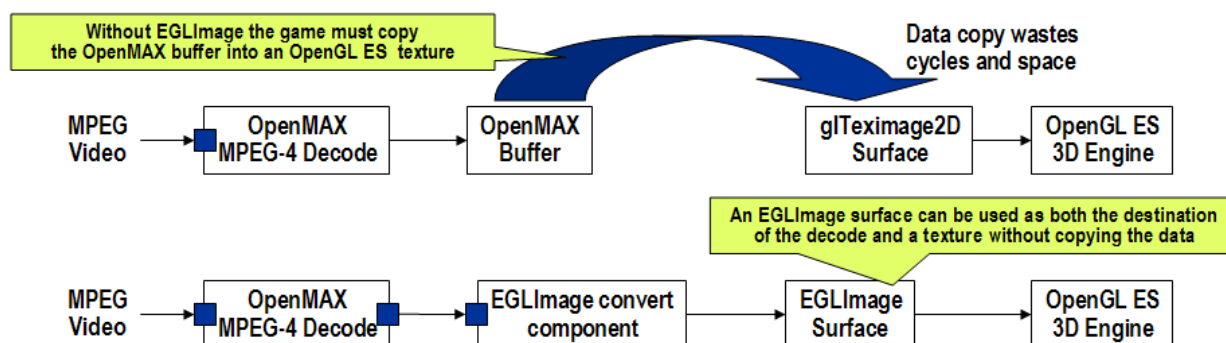 Without EGLImage the game must copy
the OpenMAX buffer into an OpenGL ES texture
Data copy wastes
cycles and space
MPEG
Video
OpenMAX
MPEG-4 Decode
OpenMAX
Buffer
glTeximage2D
Surface
OpenGL ES
3D Engine
An EGLImage surface can be used as both the destination
of the decode and a texture without copying the data
MPEG
Video
OpenMAX
MPEG-4 Decode
EGLImage convert
component
EGLImage
Surface
OpenGL ES
3D Engine